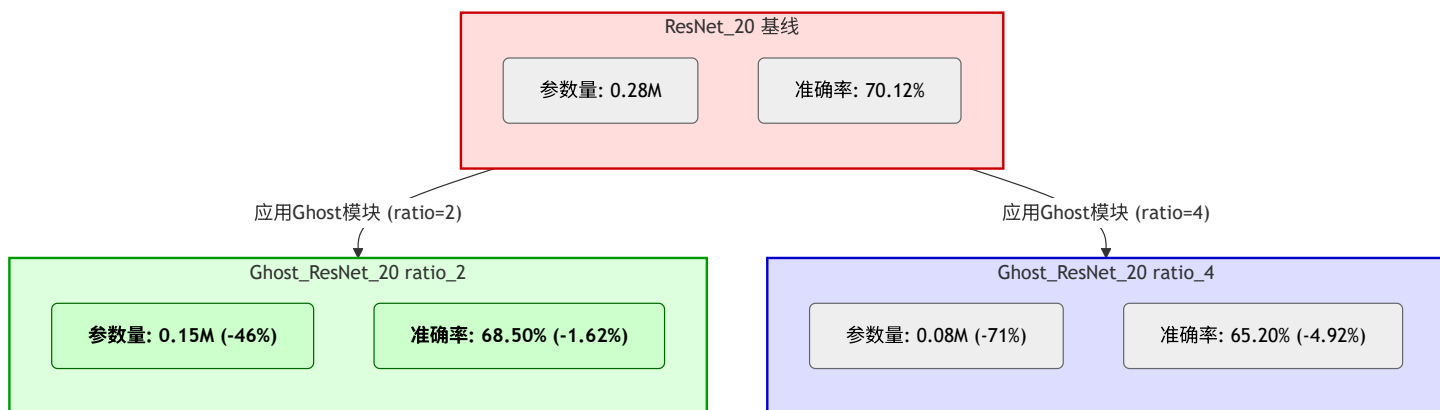 ResNet_20 基线
参数量: 0.28M
准确率: 70.12%
应用Ghost模块 (ratio=2)
应用Ghost模块 (ratio=4)
Ghost_ResNet_20 ratio_2
参数量: 0.15M (-46%)
准确率: 68.50% (-1.62%)
Ghost_ResNet_20 ratio_4
参数量: 0.08M (-71%)
准确率: 65.20% (-4.92%)